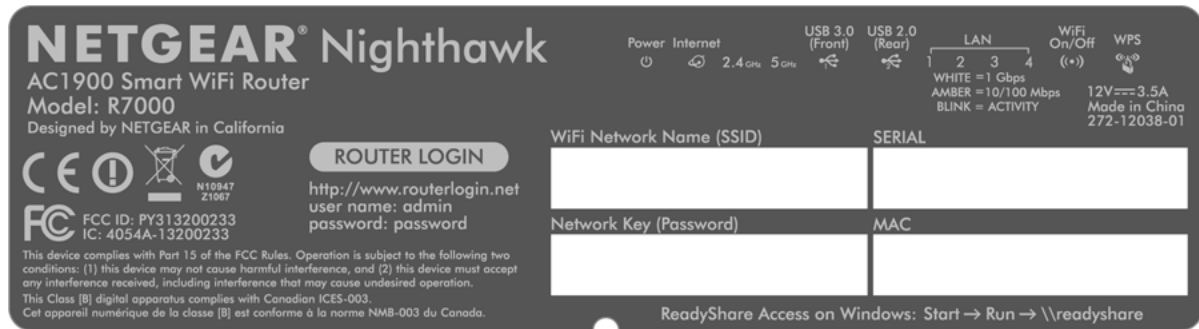 NETGEAR® Nighthawk
AC1900 Smart WiFi Router
Model: R7000
Designed by NETGEAR in California
N10947
Z1067
FCC ID: PY313200233
IC: 4054A-13200233
This device complies with Part 15 of the FCC Rules. Operation is subject to the following two
conditions: (1) this device may not cause harmful interference, and (2) this device must accept
any interference received, including interference that may cause undesired operation.
This Class [B] digital apparatus complies with Canadian ICES-003.
Cet appareil numérique de la classe [B] est conforme à la norme NMB-003 du Canada.
ROUTER LOGIN
http://www.routerlogin.net
user name: admin
password: password
Power Internet 2.4 GHz 5 GHz
USB 3.0 (Front)
USB 2.0 (Rear)
LAN
1 2 3 4
WHITE =1 Gbps
AMBER =10/100 Mbps
BLINK = ACTIVITY
WiFi
On/Off
WPS
12V⎓3.5A
Made in China
272-12038-01
WiFi Network Name (SSID)
SERIAL
Network Key (Password)
MAC
ReadyShare Access on Windows: Start → Run → \\readyshare